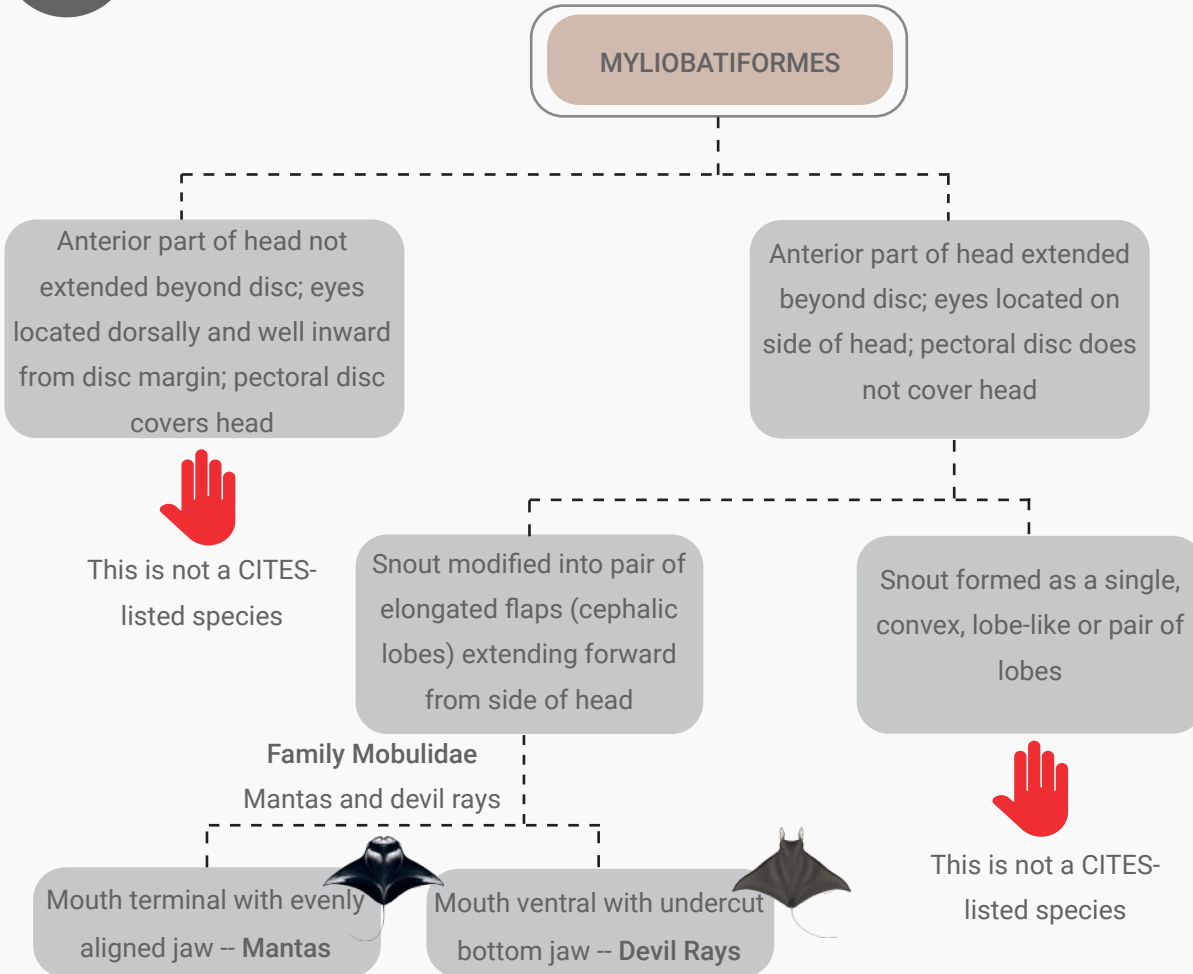 MYLIOBATIFORMES
Anterior part of head not
extended beyond disc; eyes
located dorsally and well inward
from disc margin; pectoral disc
covers head
Anterior part of head extended
beyond disc; eyes located on
side of head; pectoral disc does
not cover head
This is not a CITES-
listed species
Snout modified into pair of
elongated flaps (cephalic
lobes) extending forward
from side of head
Snout formed as a single,
convex, lobe-like or pair of
lobes
Family Mobulidae
Mantas and devil rays
This is not a CITES-
listed species
Mouth terminal with evenly
aligned jaw -- Mantas
Mouth ventral with undercut
bottom jaw -- Devil Rays